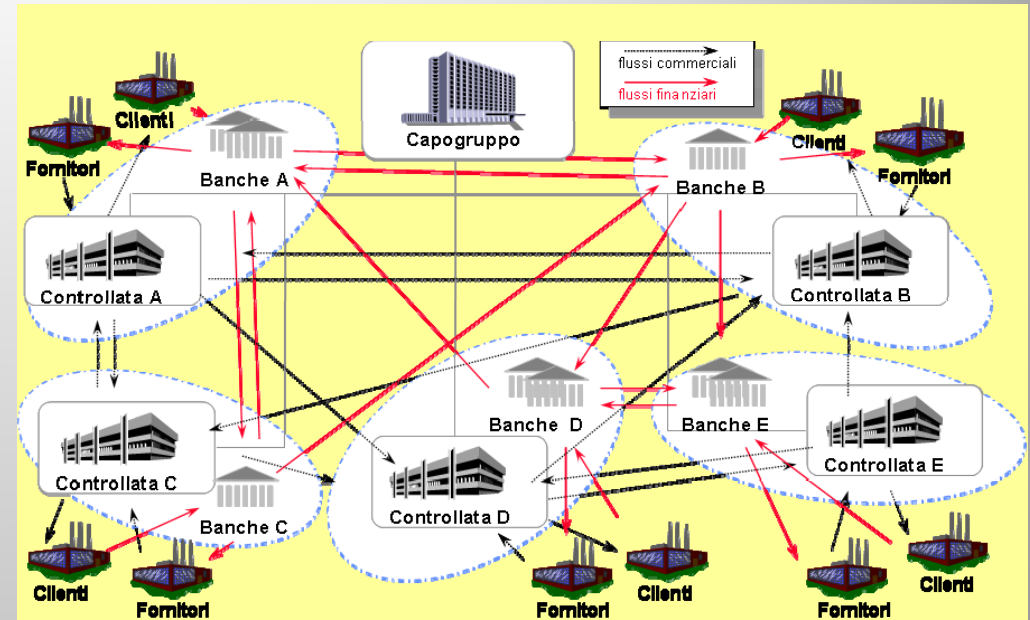 flussi commerciali
flussi finanziari
Capogruppo
Clienti
Fornitori
Banche A
Controllata A
Clienti
Fornitori
Banche B
Controllata B
Controllata C
Banche C
Clienti
Fornitori
Banche D
Controllata D
Fornitori
Clienti
Banche E
Controllata E
Fornitori
Clienti